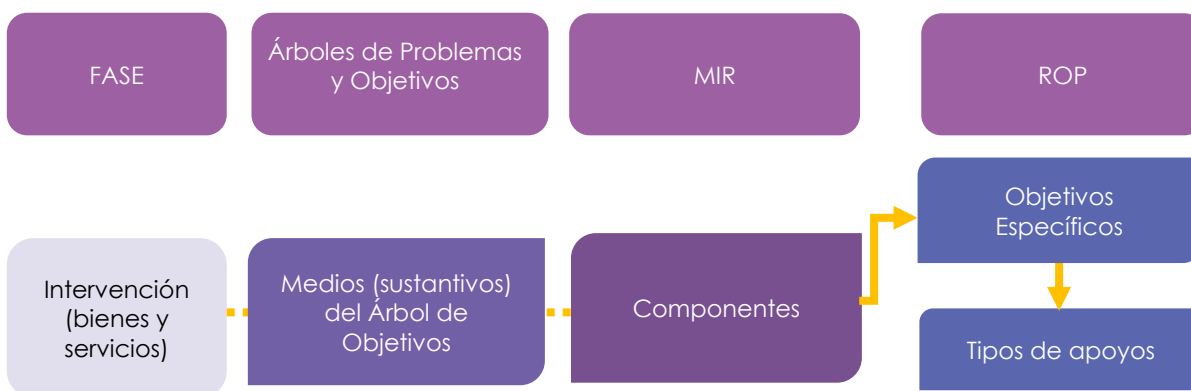 FASE
Árboles de Problemas
y Objetivos
MIR
ROP
Intervención
(bienes y
servicios)
Medios (sustantivos)
del Árbol de
Objetivos
Componentes
Objetivos
Específicos
Tipos de apoyos